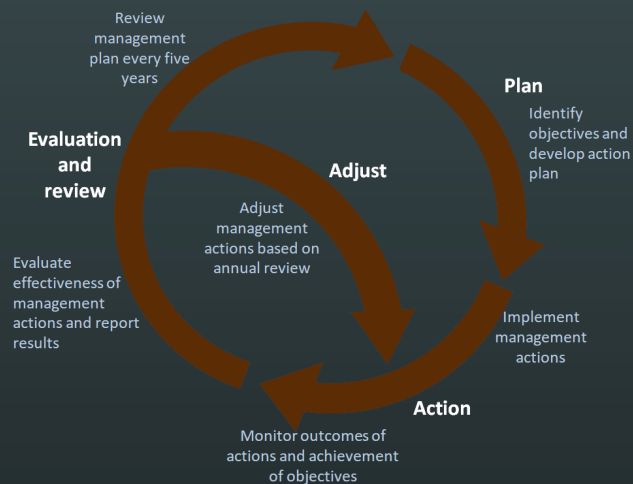 Review
management
plan every five
years
Plan
Identify
objectives and
develop action
plan
Evaluation
and
review
Adjust
Adjust
management
actions based on
annual review
Evaluate
effectiveness of
management
actions and report
results
Implement
management
actions
Action
Monitor outcomes of
actions and achievement
of objectives